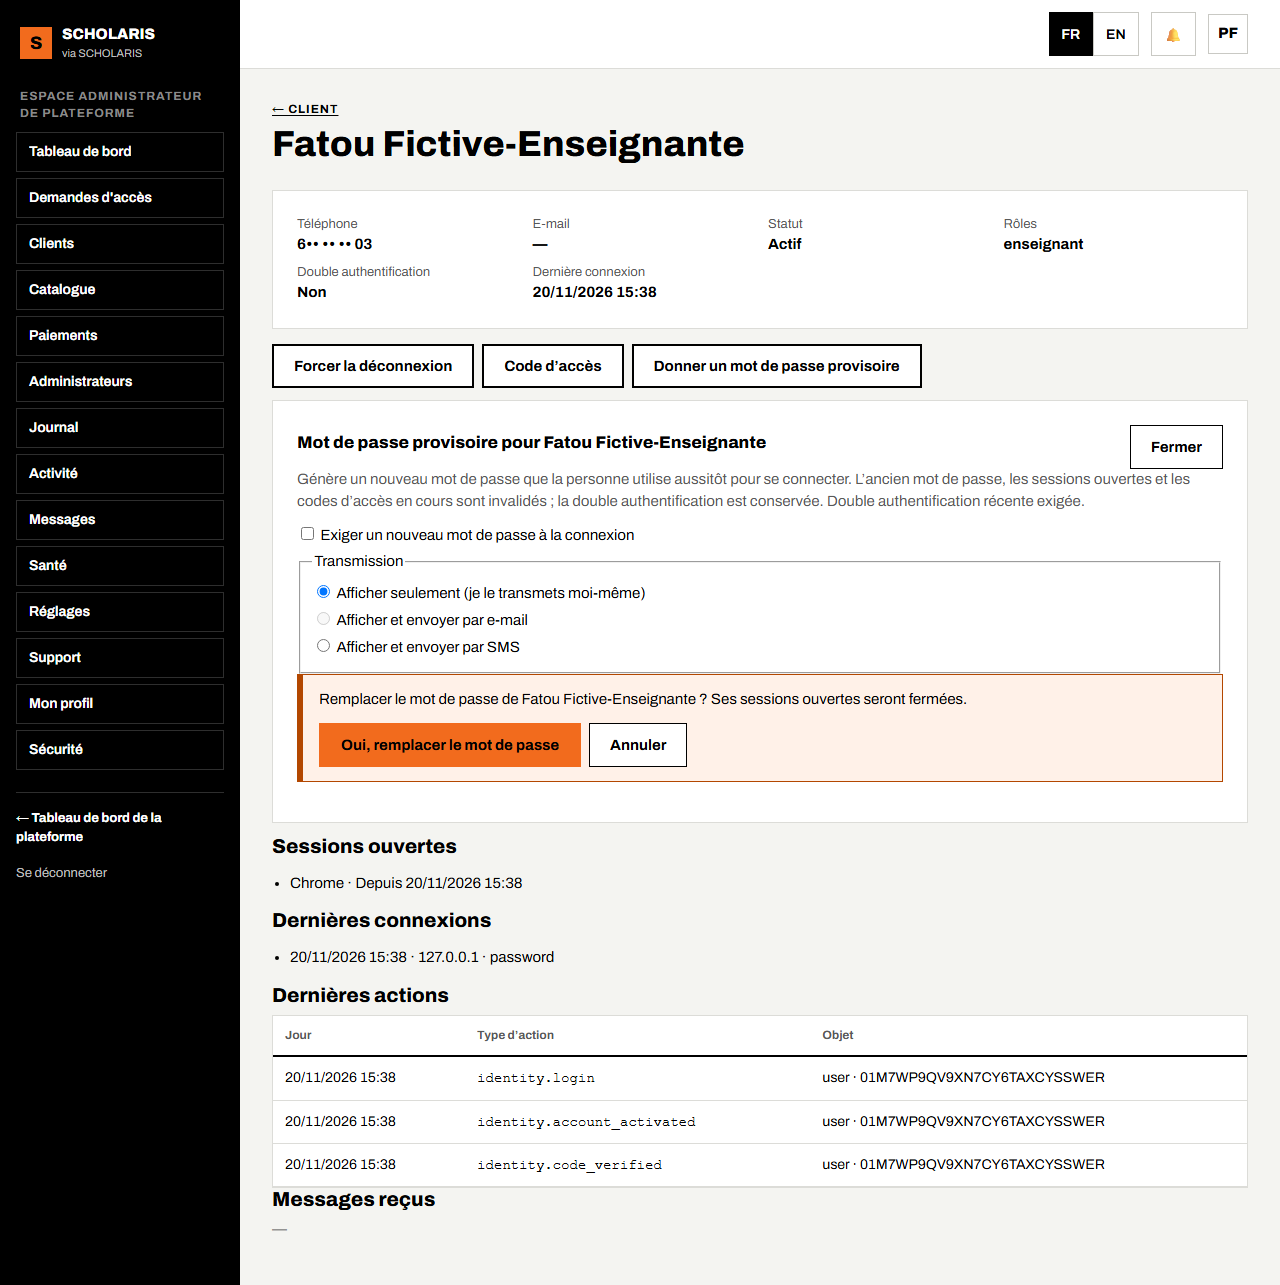 S
SCHOLARIS
via SCHOLARIS
ESPACE ADMINISTRATEUR
DE PLATEFORME
Tableau de bord
Demandes d'accès
Clients
Catalogue
Paiements
Administrateurs
Journal
Activité
Messages
Santé
Réglages
Support
Mon profil
Sécurité
← Tableau de bord de la
plateforme
Se déconnecter
FR EN PF
← CLIENT
Fatou Fictive-Enseignante
Téléphone E-mail Statut Rôles
6•• •• •• 03 — Actif enseignant
Double authentification Dernière connexion
Non 20/11/2026 15:38
Forcer la déconnexion Code d’accès Donner un mot de passe provisoire
Mot de passe provisoire pour Fatou Fictive-Enseignante
Fermer
Génère un nouveau mot de passe que la personne utilise aussitôt pour se connecter. L’ancien mot de passe, les sessions ouvertes et les
codes d’accès en cours sont invalidés ; la double authentification est conservée. Double authentification récente exigée.
Exiger un nouveau mot de passe à la connexion
Transmission
Afficher seulement (je le transmets moi-même)
Afficher et envoyer par e-mail
Afficher et envoyer par SMS
Remplacer le mot de passe de Fatou Fictive-Enseignante ? Ses sessions ouvertes seront fermées.
Oui, remplacer le mot de passe Annuler
Sessions ouvertes
• Chrome · Depuis 20/11/2026 15:38
Dernières connexions
• 20/11/2026 15:38 · 127.0.0.1 · password
Dernières actions
Jour Type d’action Objet
20/11/2026 15:38 identity.login user · 01M7WP9QV9XN7CY6TAXCYSSWER
20/11/2026 15:38 identity.account_activated user · 01M7WP9QV9XN7CY6TAXCYSSWER
20/11/2026 15:38 identity.code_verified user · 01M7WP9QV9XN7CY6TAXCYSSWER
Messages reçus
—